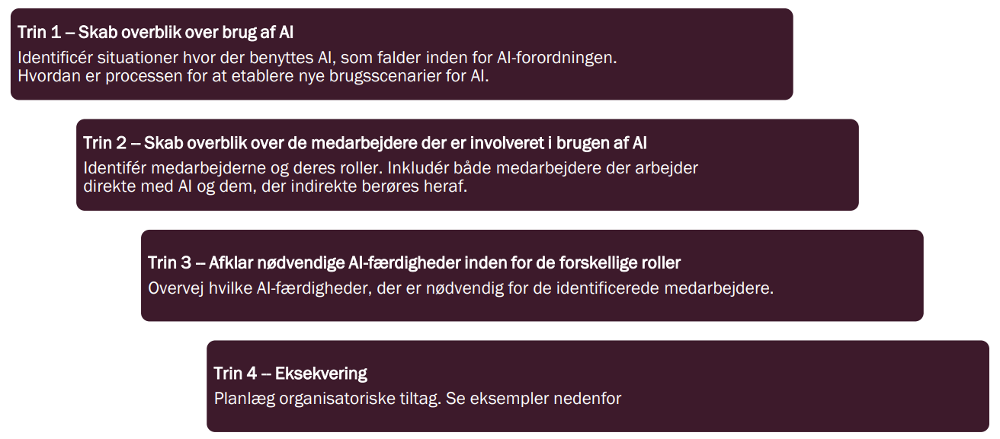 Trin 1 – Skab overblik over brug af AI
Identificér situationer hvor der benyttes AI, som falder inden for AI-forordningen.
Hvordan er processen for at etablere nye brugsscenarier for AI.
Trin 2 – Skab overblik over de medarbejdere der er involveret i brugen af AI
Identifér medarbejderne og deres roller. Inkludér både medarbejdere der arbejder
direkte med AI og dem, der indirekte berøres heraf.
Trin 3 – Afklar nødvendige AI-færdigheder inden for de forskellige roller
Overvej hvilke AI-færdigheder, der er nødvendig for de identificerede medarbejdere.
Trin 4 – Eksekvering
Planlæg organisatoriske tiltag. Se eksempler nedenfor